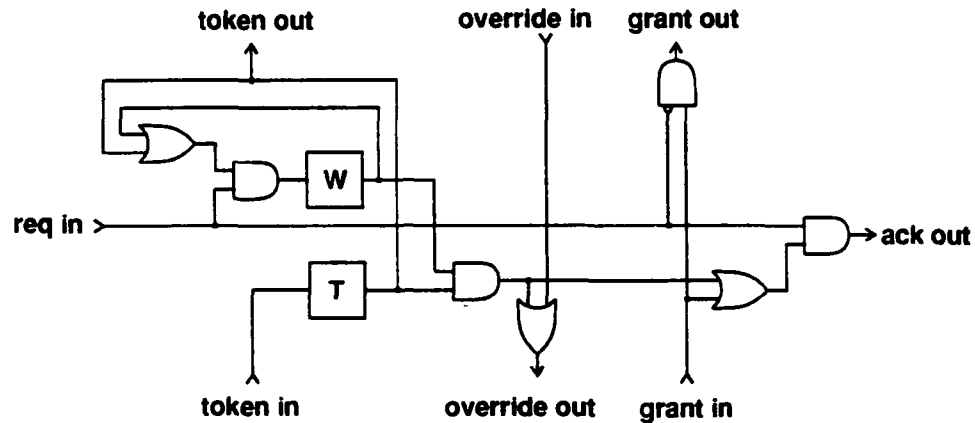 token out
override in
grant out
W
req in
ack out
T
token in
override out
grant in